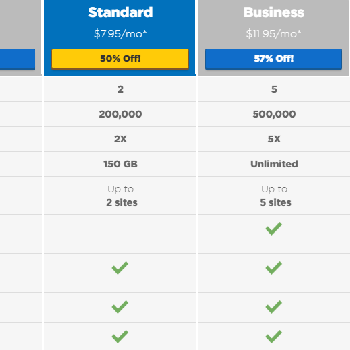 Standard Business
$7.95/mo* $11.95/mo*
50% Off! 57% Off!
2 5
200,000 500,000
2X 5X
150 GB Unlimited
Up to Up to
2 sites 5 sites